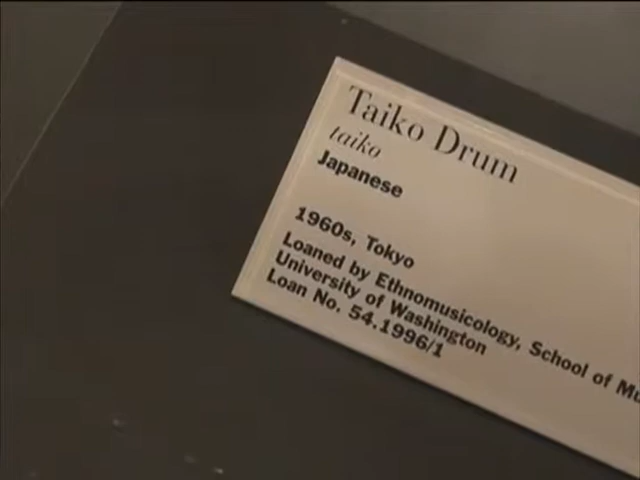 Taiko Drum
taiko
Japanese
1960s, Tokyo
Loaned by Ethnomusicology, School of
University of Washington
Loan No. 54.1996/1